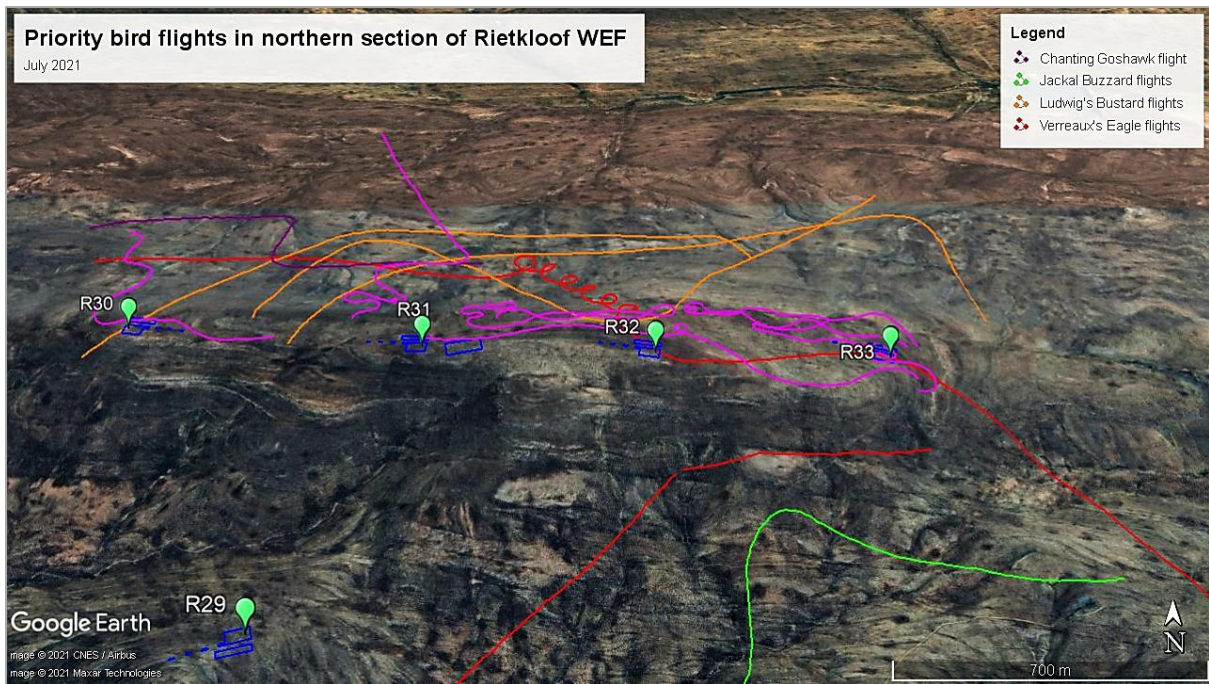 Priority bird flights in northern section of Rietkloof WEF
July 2021
Legend
Chanting Goshawk flight
Jackal Buzzard flights
Ludwig's Bustard flights
Verreaux's Eagle flights
R30
R31
R32
R33
R29
Google Earth
mage © 2021 CNES / Airbus
mage © 2021 Maxar Technologies
N
700 m